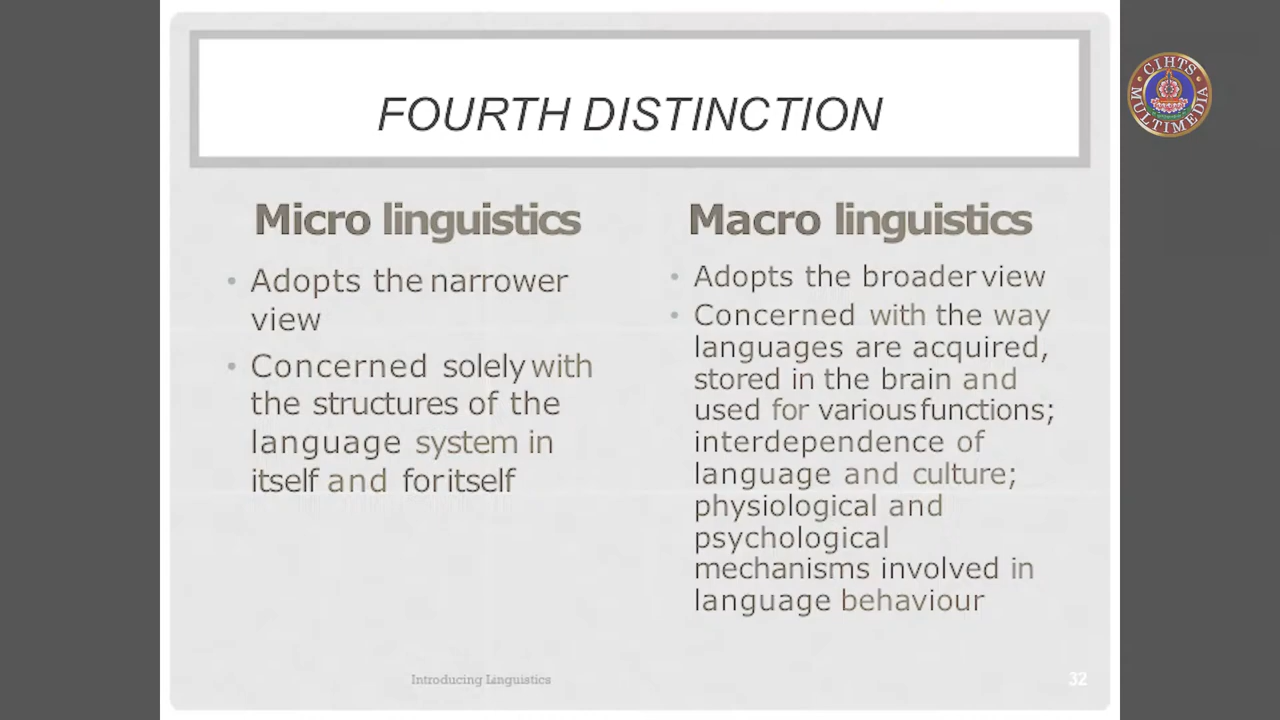 FOURTH DISTINCTION
Micro linguistics
• Adopts the narrower
view
• Concerned solely with
the structures of the
language system in
itself and for itself
Macro linguistics
• Adopts the broader view
• Concerned with the way
languages are acquired,
stored in the brain and
used for various functions;
interdependence of
language and culture;
physiological and
psychological
mechanisms involved in
language behaviour
Introducing Linguistics
32
CIHTS
MULTIMEDIA